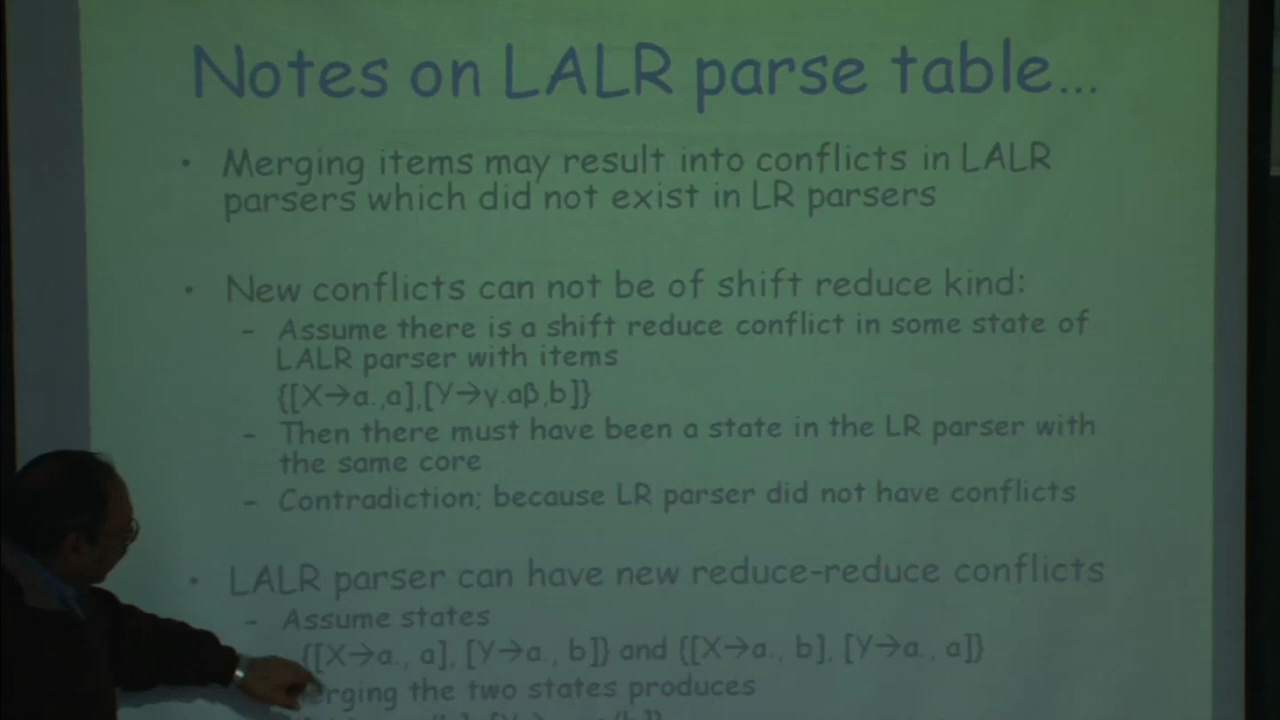 Notes on LALR parse table...
• Merging items may result into conflicts in LALR
parsers which did not exist in LR parsers
• New conflicts can not be of shift reduce kind:
– Assume there is a shift reduce conflict in some state of
LALR parser with items
{[X→α.,a],[Y→γ.aβ,b]}
– Then there must have been a state in the LR parser with
the same core
– Contradiction; because LR parser did not have conflicts
• LALR parser can have new reduce-reduce conflicts
– Assume states
{[X→α., a], [Y→α., b]} and {[X→α., b], [Y→α., a]}
the two states produces